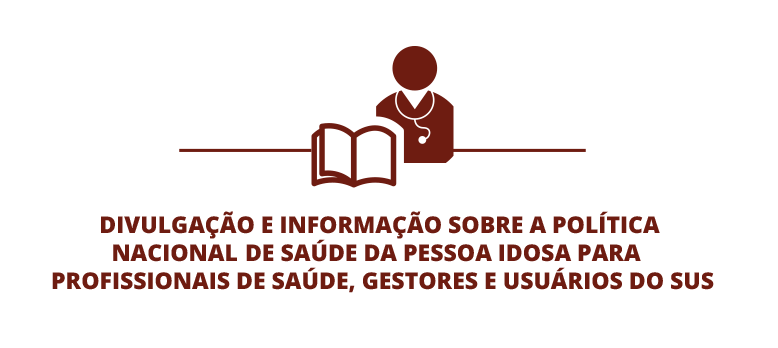 DIVULGAÇÃO E INFORMAÇÃO SOBRE A POLÍTICA
NACIONAL DE SAÚDE DA PESSOA IDOSA PARA
PROFISSIONAIS DE SAÚDE, GESTORES E USUÁRIOS DO SUS